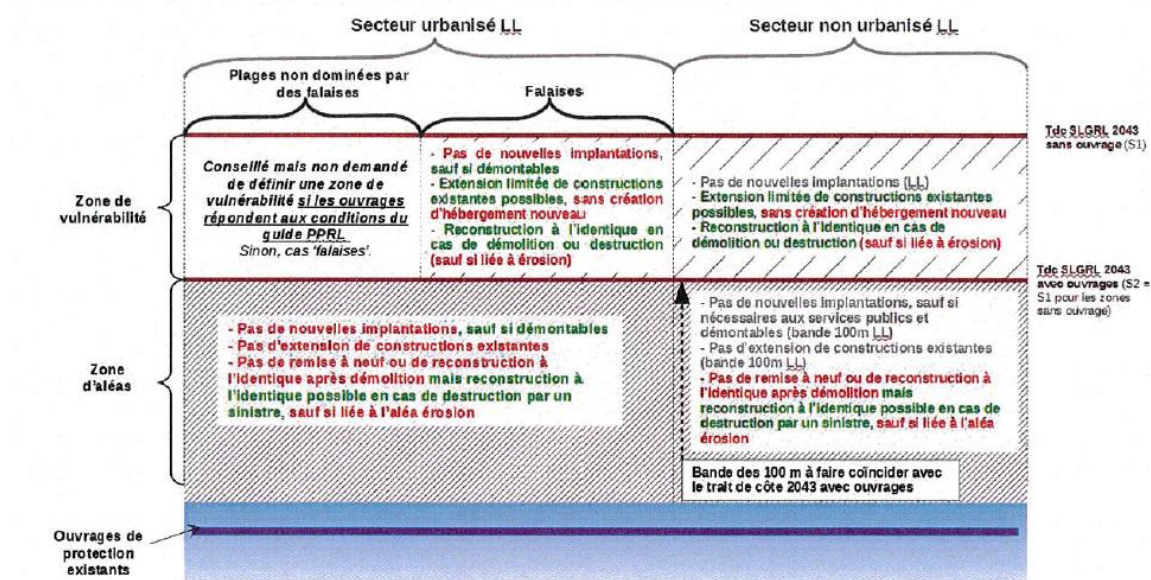 Secteur urbanisé LL
Secteur non urbanisé LL
Plages non dominées par
des falaises
Falaises
Tdc SLGRL 2043
sans ouvrage (S1)
Zone de
vulnérabilité
Conseillé mais non demandé
de définir une zone de
vulnérabilité si les ouvrages
répondent aux conditions du
guide PPRL
Sinon, cas 'falaises'.
- Pas de nouvelles implantations,
sauf si démontables
- Extension limitée de constructions
existantes possibles, sans création
d'hébergement nouveau
- Reconstruction à l'identique en
cas de démolition ou destruction
(sauf si liée à érosion)
- Pas de nouvelles implantations (LL)
- Extension limitée de constructions existantes
possibles, sans création d'hébergement nouveau
- Reconstruction à l'identique en cas de
démolition ou destruction (sauf si liée à érosion)
Tdc SLGRL 2043
avec ouvrages (S2 =
S1 pour les zones
sans ouvrage)
Zone
d'aléas
- Pas de nouvelles implantations, sauf si démontables
- Pas d'extension de constructions existantes
- Pas de remise à neuf ou de reconstruction à
l'identique après démolition mais reconstruction à
l'identique possible en cas de destruction par un
sinistre, sauf si liée à l'aléa érosion
- Pas de nouvelles implantations, sauf si
nécessaires aux services publics et
démontables (bande 100m LL)
- Pas d'extension de constructions existantes
(bande 100m LL)
- Pas de remise à neuf ou de reconstruction à
l'identique après démolition mais
reconstruction à l'identique possible en cas de
destruction par un sinistre, sauf si liée à l'aléa
érosion
Bande des 100 m à faire coïncider avec
le trait de côte 2043 avec ouvrages
Ouvrages de
protection
existants